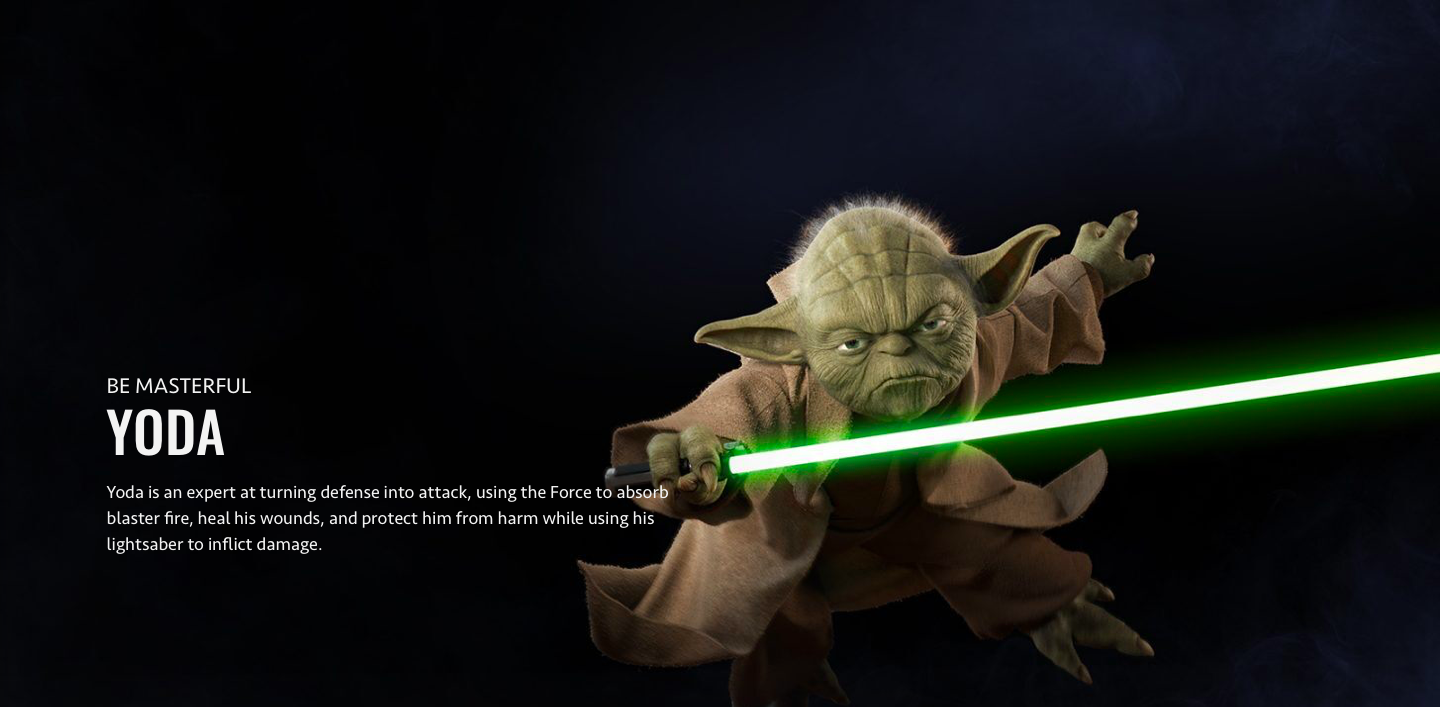 BE MASTERFUL
YODA
Yoda is an expert at turning defense into attack, using the Force to absorb
blaster fire, heal his wounds, and protect him from harm while using his
lightsaber to inflict damage.